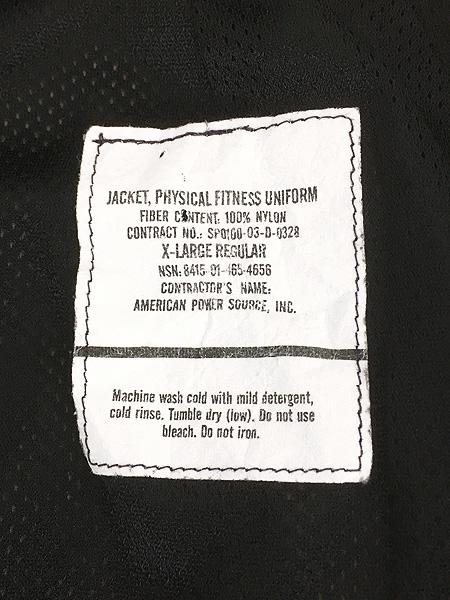 JACKET, PHYSICAL FITNESS UNIFORM
FIBER CONTENT: 100% NYLON
CONTRACT NO.: SP0100-03-D-0328
X-LARGE REGULAR
NSN: 8415-01-465-4656
CONTRACTOR'S NAME:
AMERICAN POWER SOURCE, INC.
Machine wash cold with mild detergent,
cold rinse. Tumble dry (low). Do not use
bleach. Do not iron.